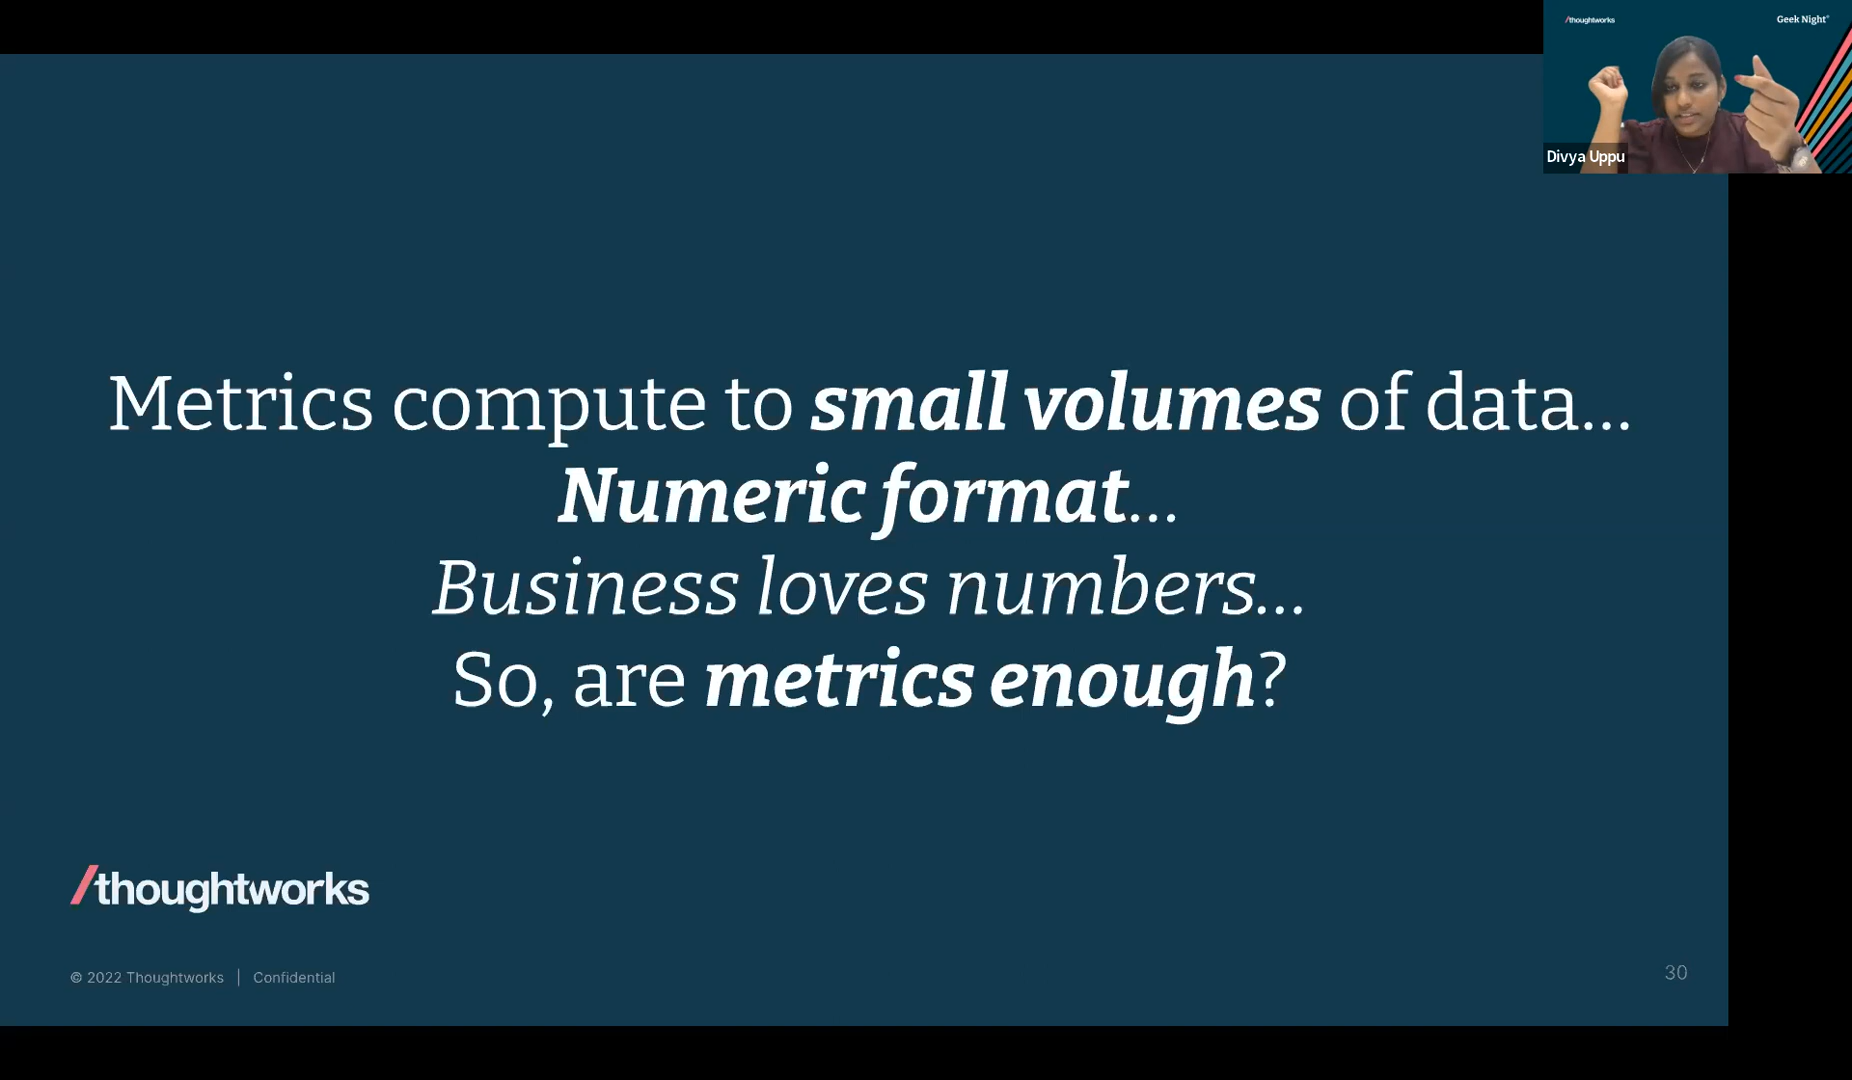 /thoughtworks
Geek Night®
Divya Uppu
Metrics compute to small volumes of data...
Numeric format...
Business loves numbers...
So, are metrics enough?
/thoughtworks
© 2022 Thoughtworks | Confidential
30